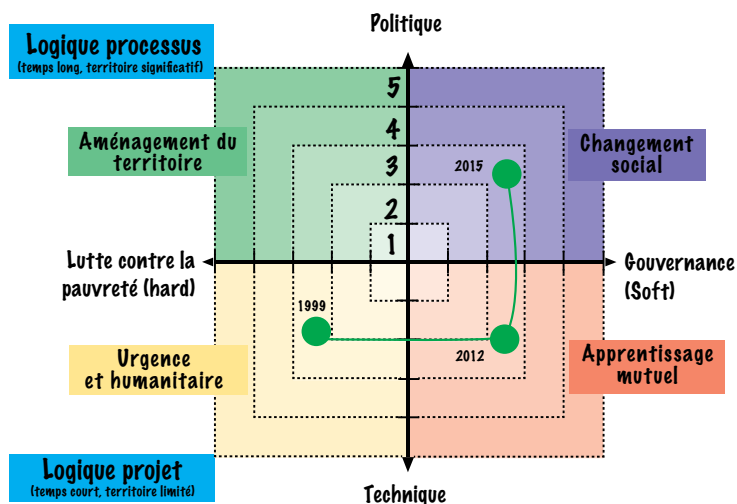 Politique
Logique processus
(temps long, territoire significatif)
5
4
3
2
1
Aménagement du
territoire
Changement
social
2015
Lutte contre la
pauvreté (hard)
Gouvernance
(Soft)
1999
2012
Urgence
et humanitaire
Apprentissage
mutuel
Logique projet
(temps court, territoire limité)
Technique